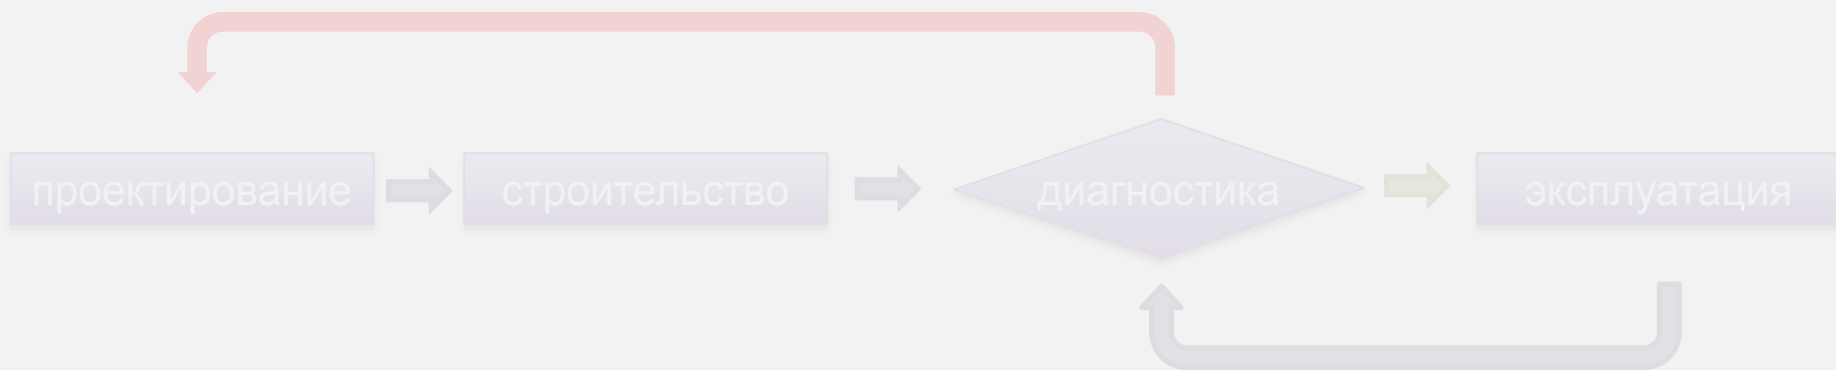 проектирование
строительство
диагностика
эксплуатация